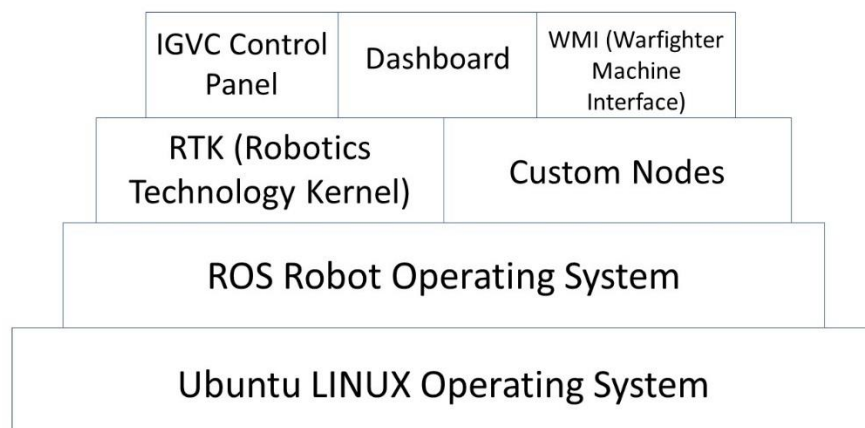 IGVC Control
Panel
Dashboard
WMI (Warfighter
Machine
Interface)
RTK (Robotics
Technology Kernel)
Custom Nodes
ROS Robot Operating System
Ubuntu LINUX Operating System